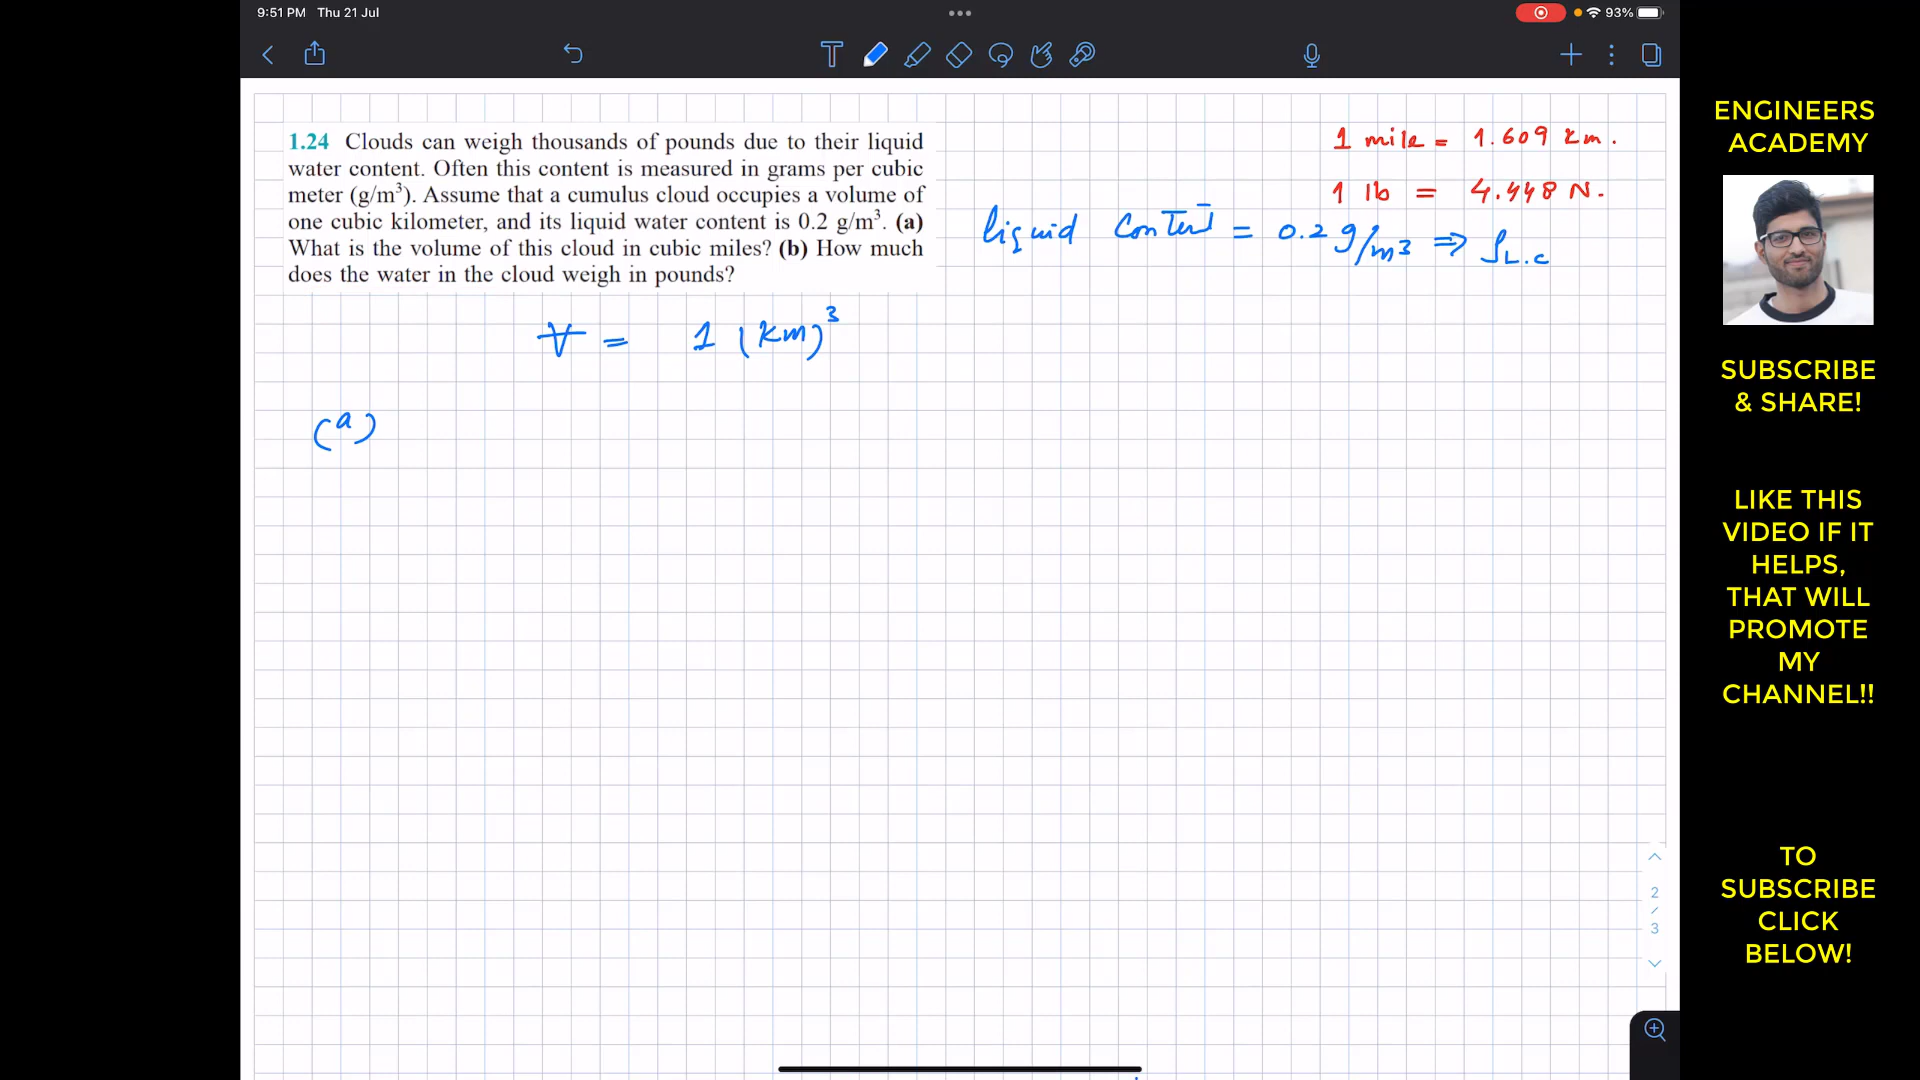 9:51 PM Thu 21 Jul
93%
1.24 Clouds can weigh thousands of pounds due to their liquid
water content. Often this content is measured in grams per cubic
meter (g/m³). Assume that a cumulus cloud occupies a volume of
one cubic kilometer, and its liquid water content is 0.2 g/m³. (a)
What is the volume of this cloud in cubic miles? (b) How much
does the water in the cloud weigh in pounds?
1 mile = 1.609 km.
1 lb = 4.448 N.
liquid Content = 0.2 g/m3 ⇒ ρL.c
V = 1 (km)³
(a)
2
/
3
ENGINEERS
ACADEMY
SUBSCRIBE
& SHARE!
LIKE THIS
VIDEO IF IT
HELPS,
THAT WILL
PROMOTE
MY
CHANNEL!!
TO
SUBSCRIBE
CLICK
BELOW!